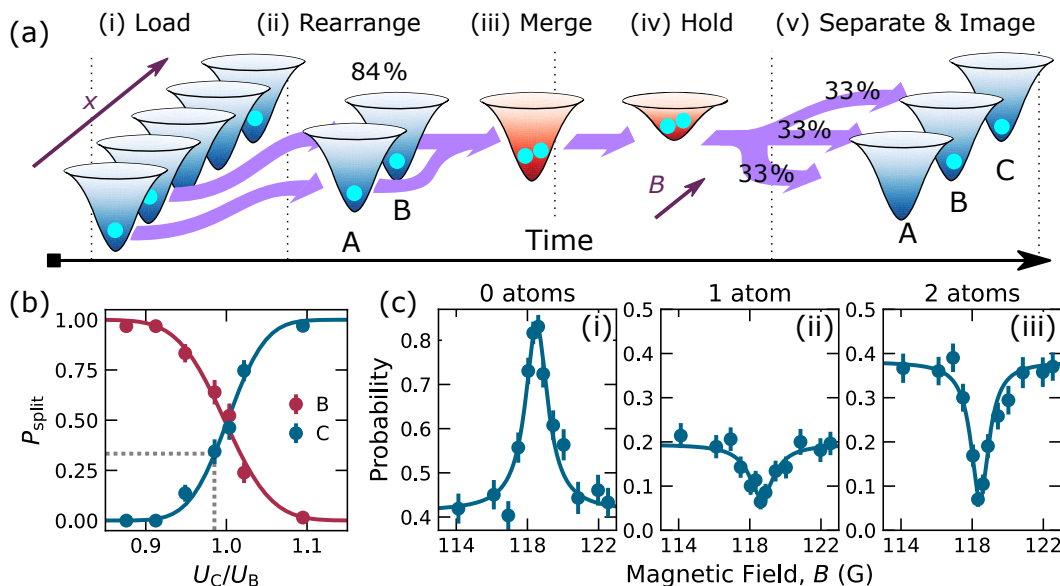 (a)
(i) Load
(ii) Rearrange
(iii) Merge
(iv) Hold
(v) Separate & Image
x
84%
A
B
B
33%
33%
33%
A
B
C
Time
(b)
1.00
0.75
0.50
0.25
0.00
P_split
B
C
0.9
1.0
1.1
U_C/U_B
(c)
0 atoms
(i)
Probability
0.8
0.6
0.4
114
118
122
1 atom
(ii)
0.5
0.4
0.3
0.2
0.1
0.0
114
118
122
2 atoms
(iii)
0.5
0.4
0.3
0.2
0.1
0.0
114
118
122
Magnetic Field, B (G)